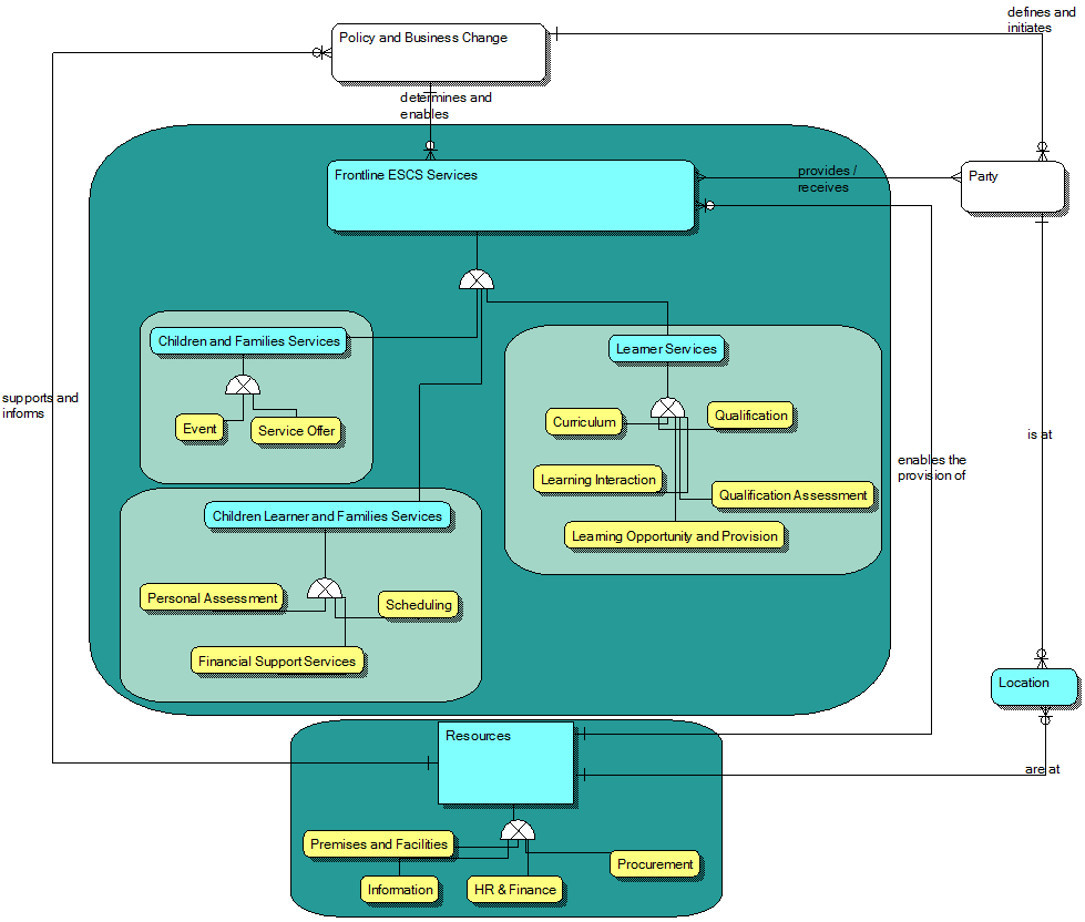 defines and
initiates
Policy and Business Change
determines and
enables
Frontline ESCS Services
provides /
receives
Party
Children and Families Services
Learner Services
supports and
informs
Event
Service Offer
Curriculum
Qualification
is at
enables the
provision of
Learning Interaction
Qualification Assessment
Children Learner and Families Services
Learning Opportunity and Provision
Personal Assessment
Scheduling
Financial Support Services
Location
Resources
are at
Premises and Facilities
Procurement
Information
HR & Finance